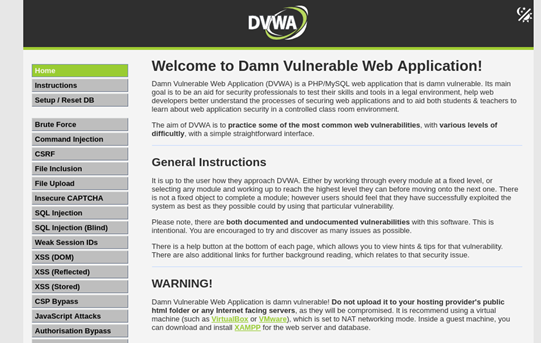 DVWA
Home
Instructions
Setup / Reset DB
Brute Force
Command Injection
CSRF
File Inclusion
File Upload
Insecure CAPTCHA
SQL Injection
SQL Injection (Blind)
Weak Session IDs
XSS (DOM)
XSS (Reflected)
XSS (Stored)
CSP Bypass
JavaScript Attacks
Authorisation Bypass
Welcome to Damn Vulnerable Web Application!
Damn Vulnerable Web Application (DVWA) is a PHP/MySQL web application that is damn vulnerable. Its main
goal is to be an aid for security professionals to test their skills and tools in a legal environment, help web
developers better understand the processes of securing web applications and to aid both students & teachers to
learn about web application security in a controlled class room environment.
The aim of DVWA is to practice some of the most common web vulnerabilities, with various levels of
difficultly, with a simple straightforward interface.
General Instructions
It is up to the user how they approach DVWA. Either by working through every module at a fixed level, or
selecting any module and working up to reach the highest level they can before moving onto the next one. There
is not a fixed object to complete a module; however users should feel that they have successfully exploited the
system as best as they possible could by using that particular vulnerability.
Please note, there are both documented and undocumented vulnerabilities with this software. This is
intentional. You are encouraged to try and discover as many issues as possible.
There is a help button at the bottom of each page, which allows you to view hints & tips for that vulnerability.
There are also additional links for further background reading, which relates to that security issue.
WARNING!
Damn Vulnerable Web Application is damn vulnerable! Do not upload it to your hosting provider's public
html folder or any Internet facing servers, as they will be compromised. It is recommend using a virtual
machine (such as VirtualBox or VMware), which is set to NAT networking mode. Inside a guest machine, you
can download and install XAMPP for the web server and database.